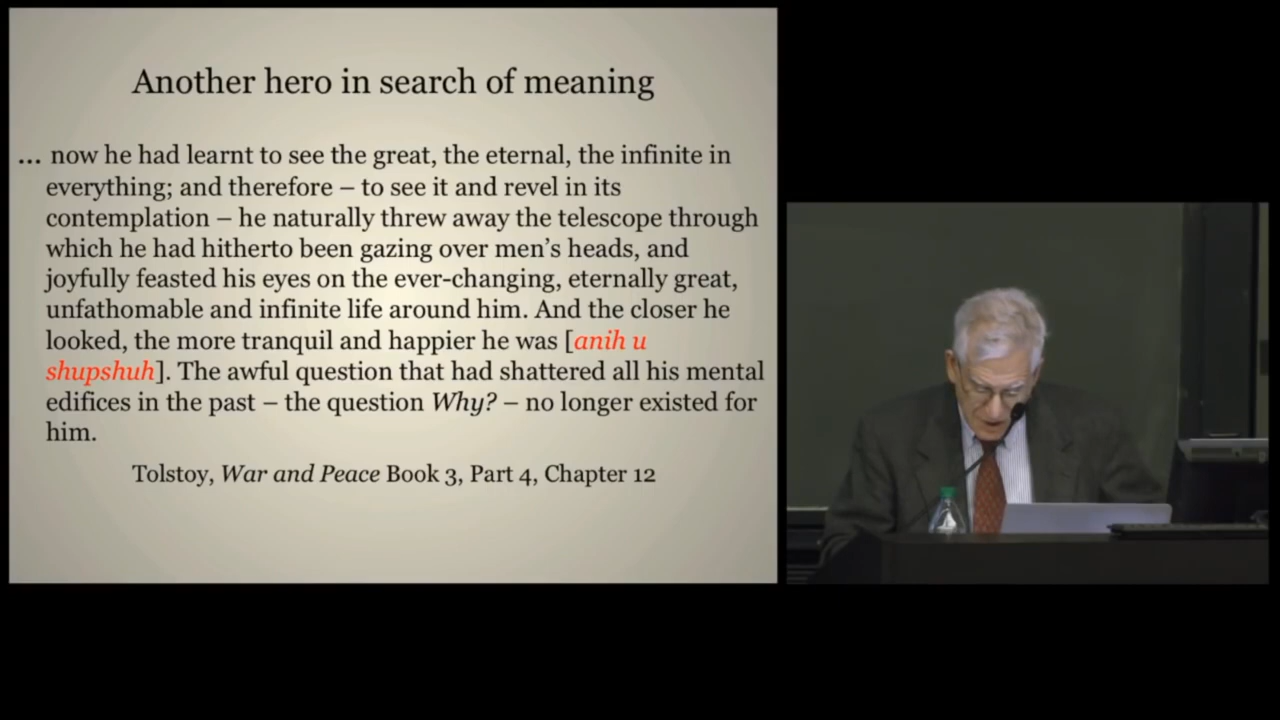 Another hero in search of meaning
... now he had learnt to see the great, the eternal, the infinite in
everything; and therefore – to see it and revel in its
contemplation – he naturally threw away the telescope through
which he had hitherto been gazing over men’s heads, and
joyfully feasted his eyes on the ever-changing, eternally great,
unfathomable and infinite life around him. And the closer he
looked, the more tranquil and happier he was [anih u
shupshuh]. The awful question that had shattered all his mental
edifices in the past – the question Why? – no longer existed for
him.
Tolstoy, War and Peace Book 3, Part 4, Chapter 12